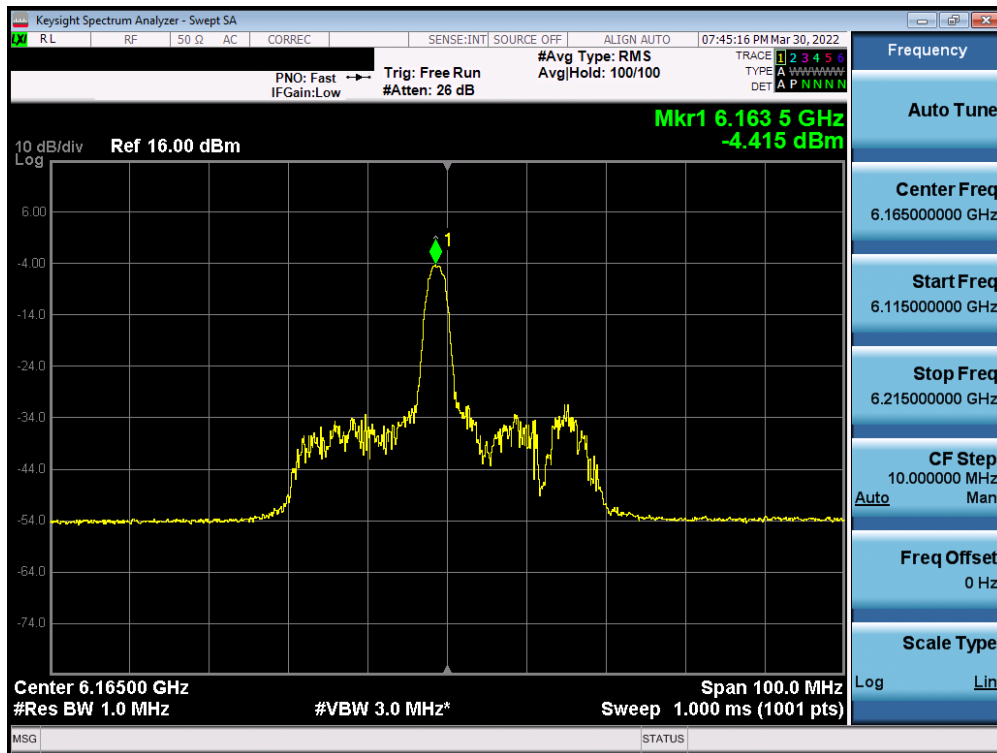 Keysight Spectrum Analyzer - Swept SA
LXI RL RF 50 Ω AC CORREC SENSE:INT SOURCE OFF ALIGN AUTO 07:45:16 PM Mar 30, 2022
PNO: Fast Trig: Free Run #Avg Type: RMS TRACE 1 2 3 4 5 6
IFGain:Low #Atten: 26 dB Avg|Hold: 100/100 TYPE A WWWWW
DET A P N N N N
Mkr1 6.163 5 GHz
-4.415 dBm
10 dB/div Ref 16.00 dBm
Log
6.00
-4.00
-14.0
-24.0
-34.0
-44.0
-54.0
-64.0
-74.0
1
Center 6.16500 GHz Span 100.0 MHz
#Res BW 1.0 MHz #VBW 3.0 MHz* Sweep 1.000 ms (1001 pts)
MSG STATUS
Frequency
Auto Tune
Center Freq
6.165000000 GHz
Start Freq
6.115000000 GHz
Stop Freq
6.215000000 GHz
CF Step
10.000000 MHz
Auto Man
Freq Offset
0 Hz
Scale Type
Log Lin